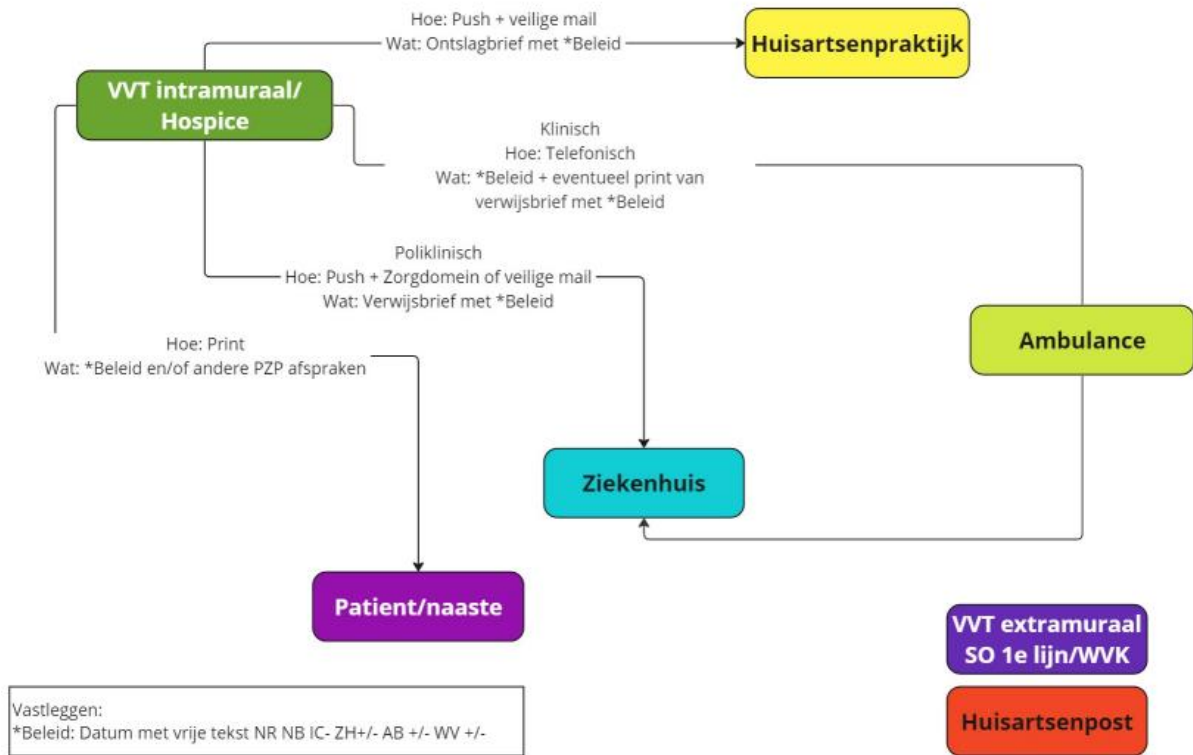 Hoe: Push + veilige mail
Wat: Ontslagbrief met *Beleid
Huisartsenpraktijk
VVT intramuraal/
Hospice
Klinisch
Hoe: Telefonisch
Wat: *Beleid + eventueel print van
verwijsbrief met *Beleid
Poliklinisch
Hoe: Push + Zorgdomein of veilige mail
Wat: Verwijsbrief met *Beleid
Ambulance
Hoe: Print
Wat: *Beleid en/of andere PZP afspraken
Ziekenhuis
Patient/naaste
VVT extramuraal
SO 1e lijn/WVK
Huisartsenpost
Vastleggen:
*Beleid: Datum met vrije tekst NR NB IC- ZH+/- AB +/- WV +/-